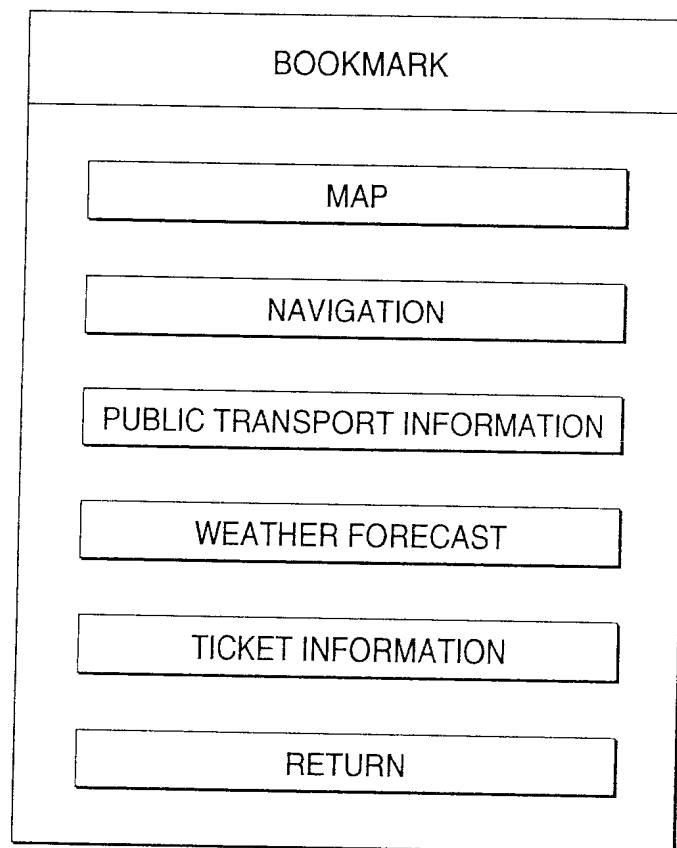 BOOKMARK
MAP
NAVIGATION
PUBLIC TRANSPORT INFORMATION
WEATHER FORECAST
TICKET INFORMATION
RETURN